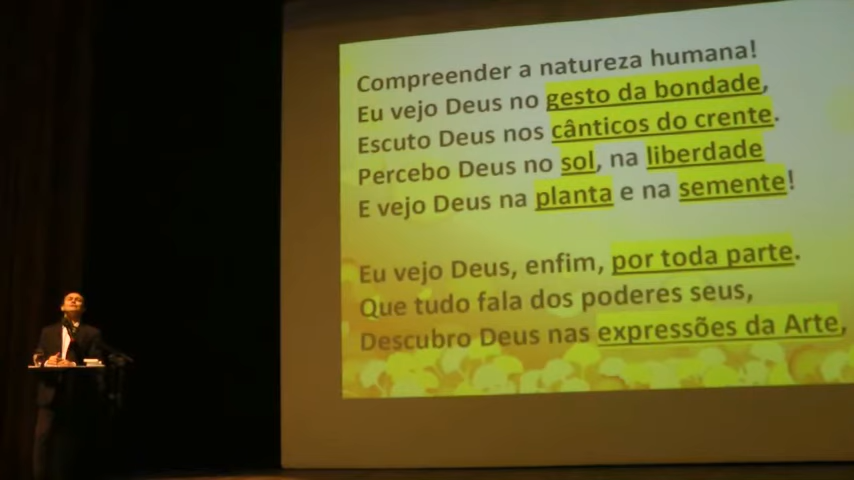 Compreender a natureza humana!
Eu vejo Deus no gesto da bondade,
Escuto Deus nos cânticos do crente.
Percebo Deus no sol, na liberdade
E vejo Deus na planta e na semente!
Eu vejo Deus, enfim, por toda parte.
Que tudo fala dos poderes seus,
Descubro Deus nas expressões da Arte,